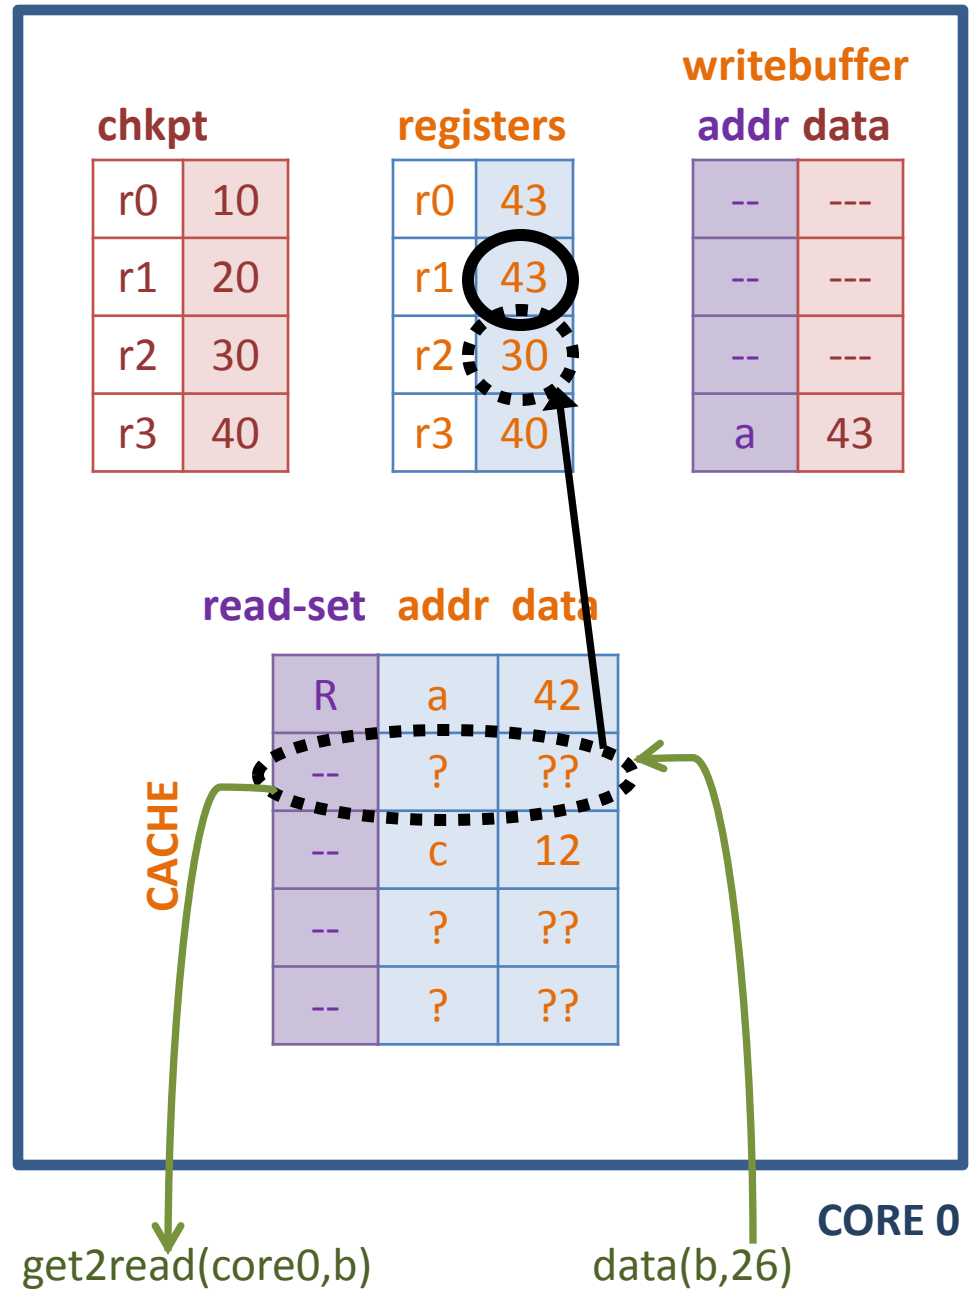 writebuffer
chkpt registers addr data
r0 10 r0 43 -- ---
r1 20 r1 43 -- ---
r2 30 r2 30 -- ---
r3 40 r3 40 a 43
read-set addr data
R a 42
-- ? ??
-- c 12
-- ? ??
-- ? ??
CACHE
CORE 0
get2read(core0,b) data(b,26)